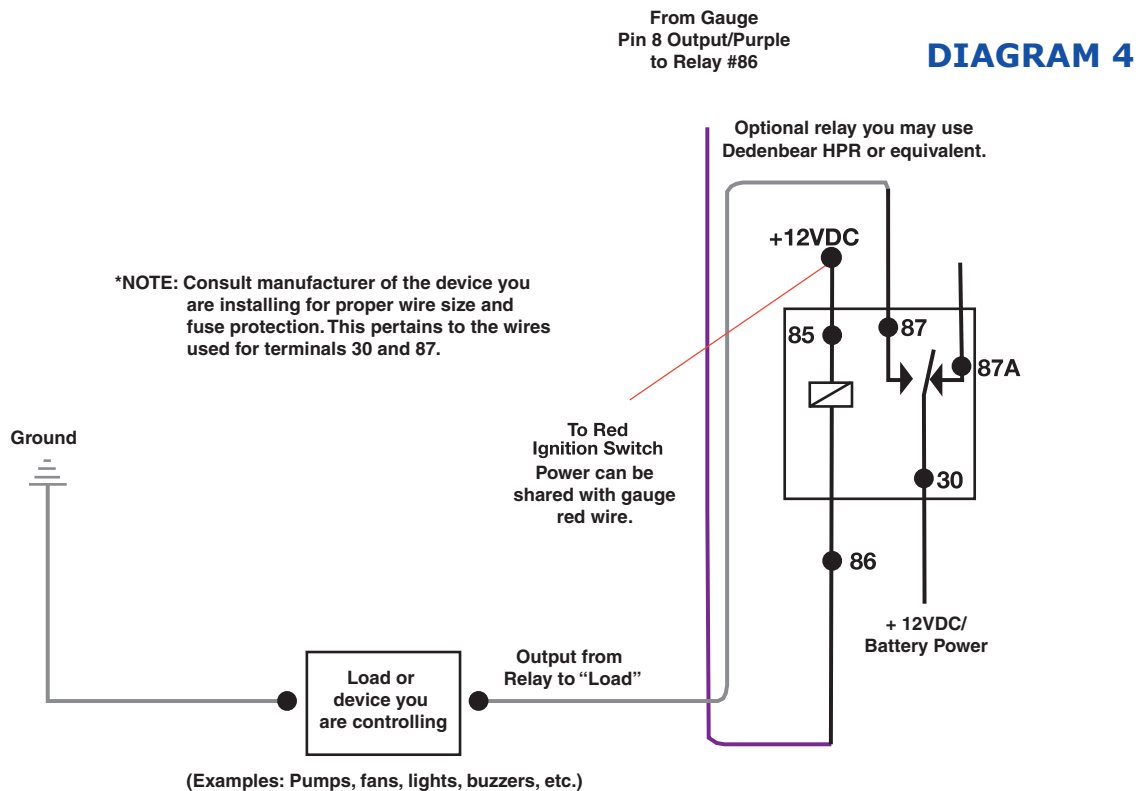 From Gauge
Pin 8 Output/Purple
to Relay #86
DIAGRAM 4
Optional relay you may use
Dedenbear HPR or equivalent.
+12VDC
*NOTE: Consult manufacturer of the device you
are installing for proper wire size and
fuse protection. This pertains to the wires
used for terminals 30 and 87.
85
87
87A
To Red
Ignition Switch
Power can be
shared with gauge
red wire.
30
Ground
86
+ 12VDC/
Battery Power
Load or
device you
are controlling
Output from
Relay to “Load”
(Examples: Pumps, fans, lights, buzzers, etc.)